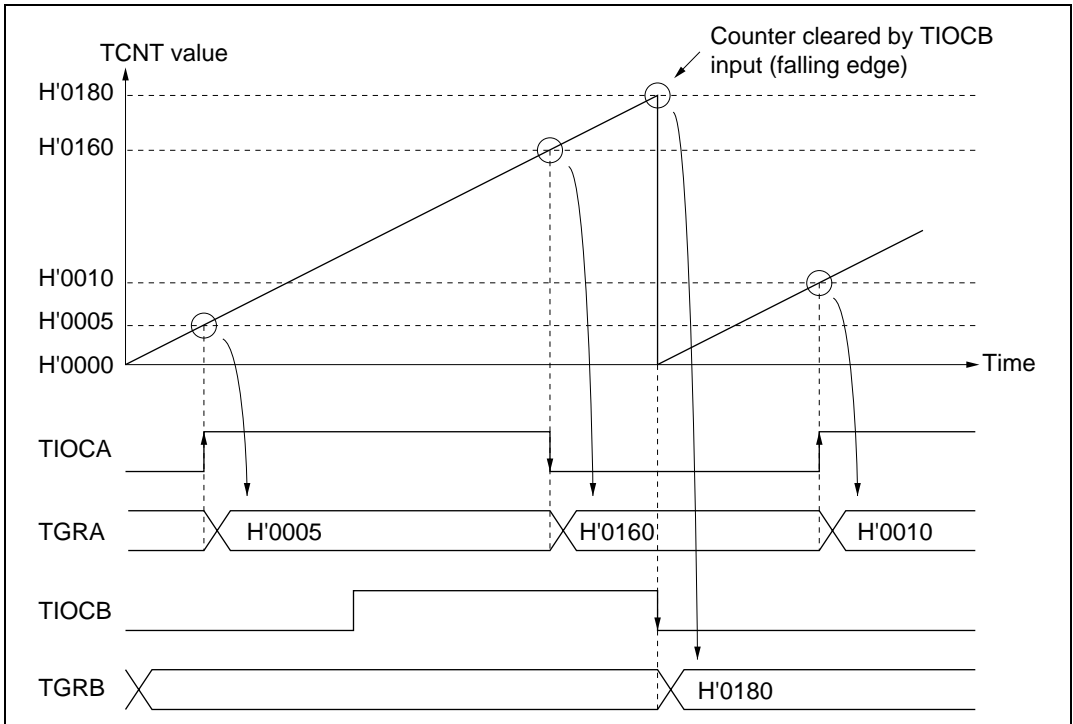 Counter cleared by TIOCB
input (falling edge)
TCNT value
H'0180
H'0160
H'0010
H'0005
H'0000
Time
TIOCA
TGRA
H'0005
H'0160
H'0010
TIOCB
TGRB
H'0180